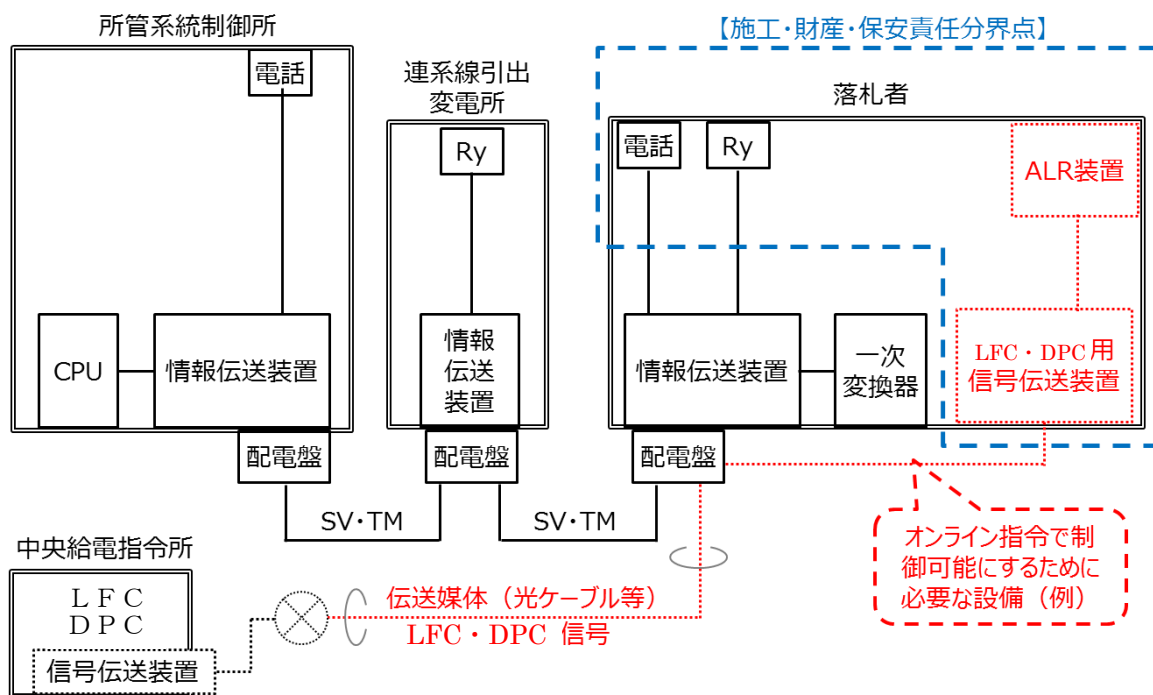 【施工・財産・保安責任分界点】
所管系統制御所
電話
CPU
情報伝送装置
配電盤
連系線引出
変電所
Ry
情報
伝送
装置
配電盤
落札者
電話
Ry
ALR装置
情報伝送装置
一次
変換器
LFC・DPC用
信号伝送装置
配電盤
SV・TM
SV・TM
オンライン指令で制
御可能にするために
必要な設備（例）
中央給電指令所
LFC
DPC
信号伝送装置
伝送媒体（光ケーブル等）
LFC・DPC 信号